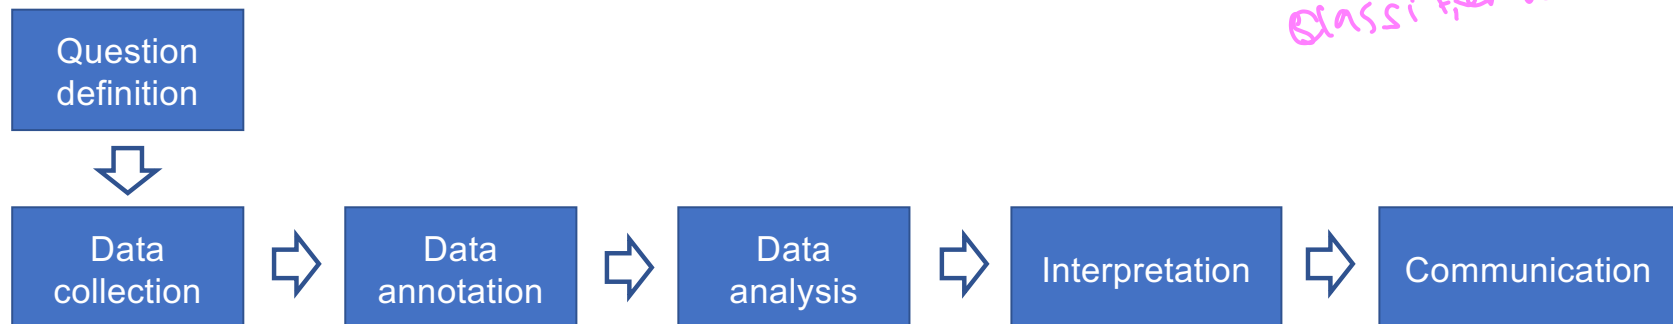 Question
definition
Data
collection
Data
annotation
Data
analysis
Interpretation
Communication